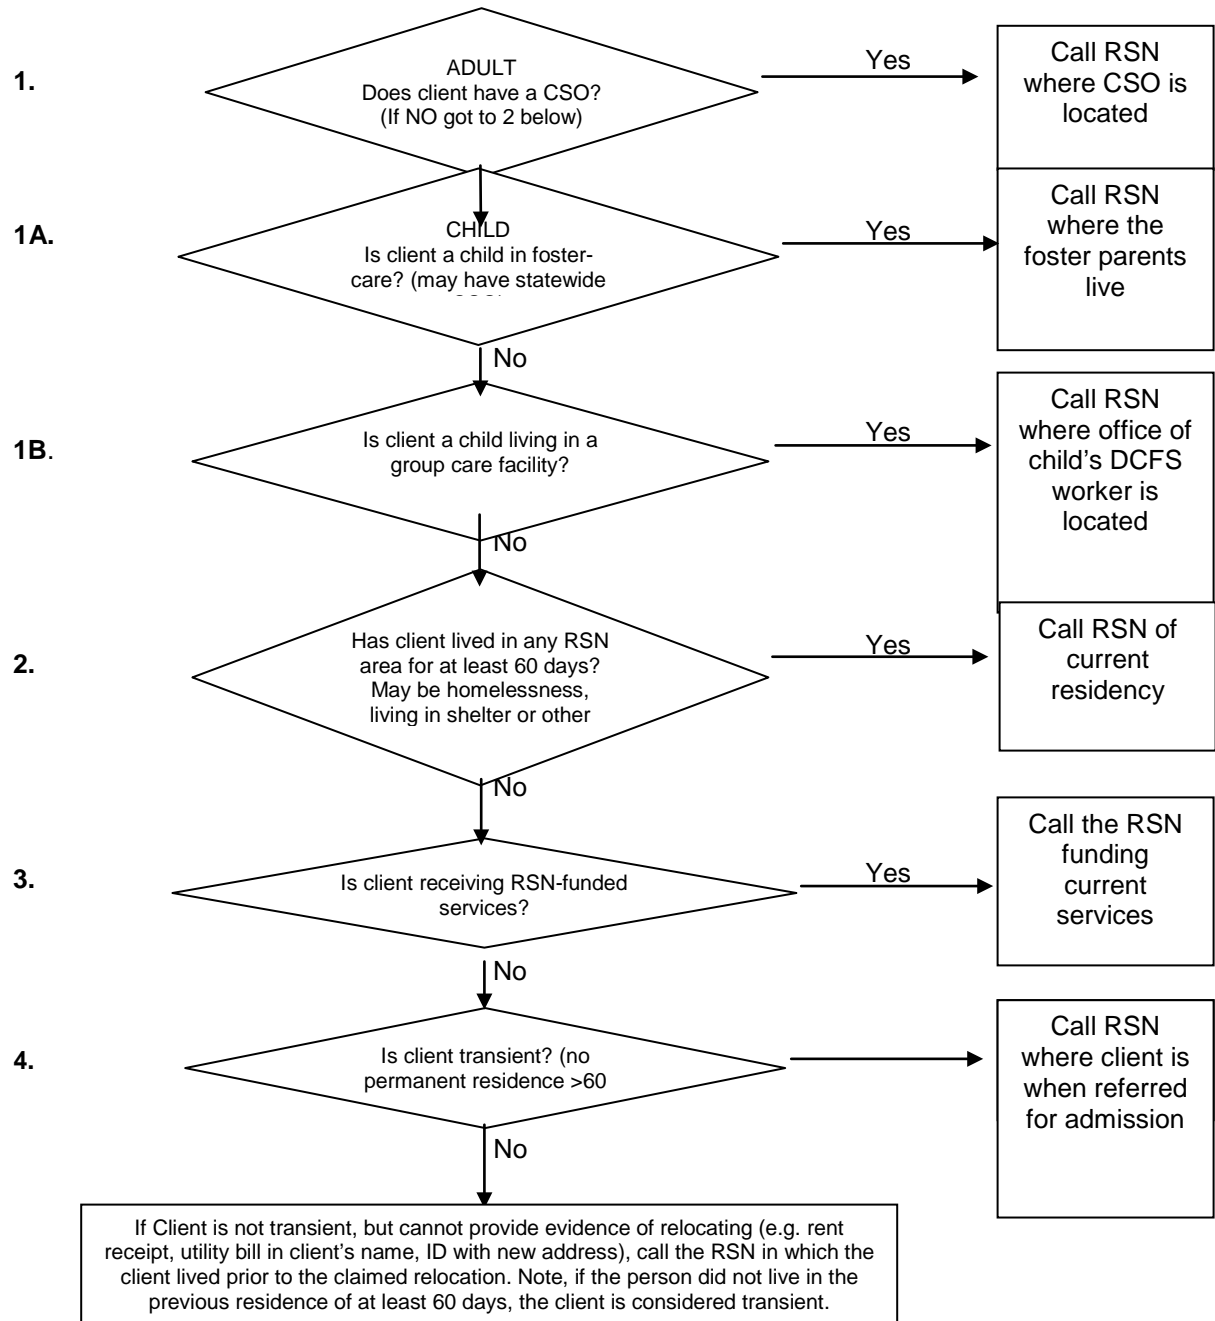 1.
ADULT
Does client have a CSO?
(If NO got to 2 below)
Yes
Call RSN
where CSO is
located
1A.
CHILD
Is client a child in foster-
care? (may have statewide
Yes
Call RSN
where the
foster parents
live
No
1B.
Is client a child living in a
group care facility?
Yes
Call RSN
where office of
child's DCFS
worker is
located
No
2.
Has client lived in any RSN
area for at least 60 days?
May be homelessness,
living in shelter or other
Yes
Call RSN of
current
residency
No
3.
Is client receiving RSN-funded
services?
Yes
Call the RSN
funding
current
services
No
4.
Is client transient? (no
permanent residence >60
Call RSN
where client is
when referred
for admission
No
If Client is not transient, but cannot provide evidence of relocating (e.g. rent
receipt, utility bill in client's name, ID with new address), call the RSN in which the
client lived prior to the claimed relocation. Note, if the person did not live in the
previous residence of at least 60 days, the client is considered transient.